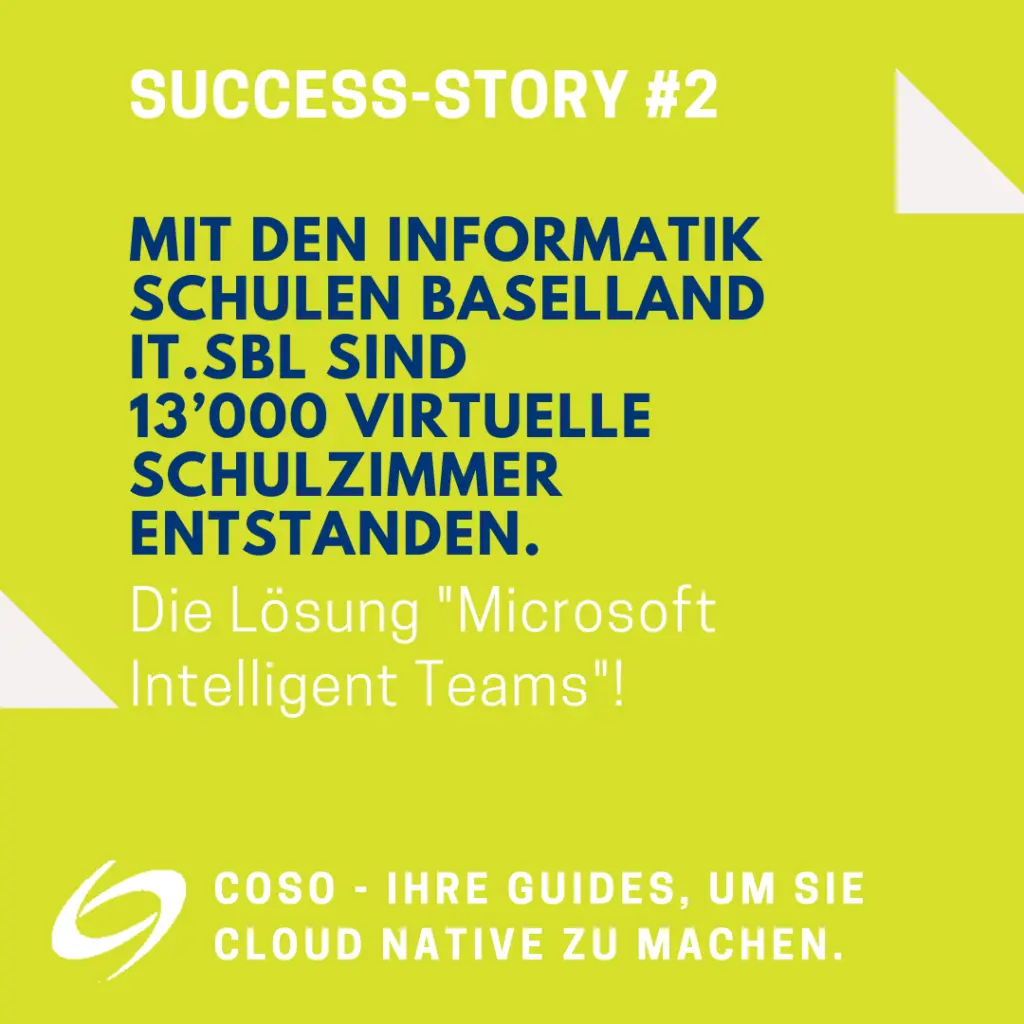 SUCCESS-STORY #2
MIT DEN INFORMATIK
SCHULEN BASELLAND
IT.SBL SIND
13’000 VIRTUELLE
SCHULZIMMER
ENTSTANDEN.
Die Lösung "Microsoft
Intelligent Teams"!
COSO - IHRE GUIDES, UM SIE
CLOUD NATIVE ZU MACHEN.